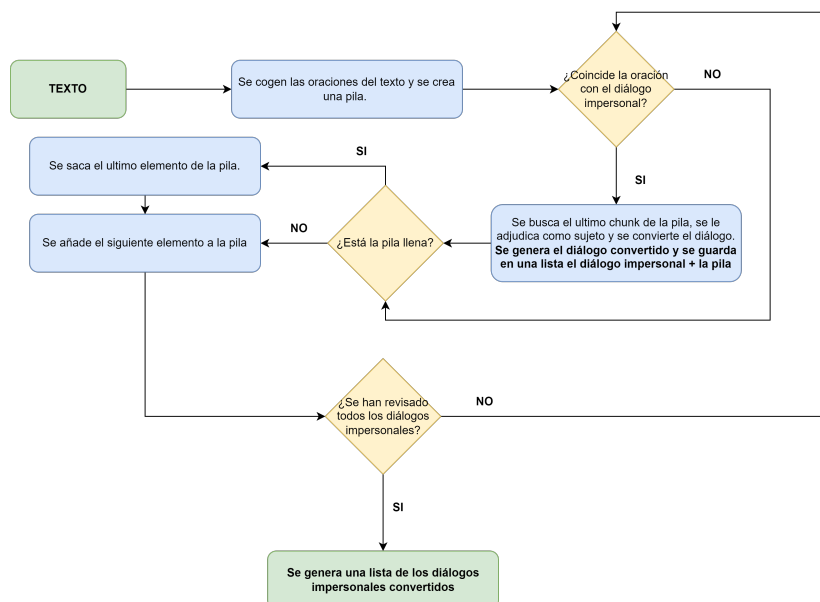 TEXTO
Se cogen las oraciones del texto y se crea
una pila.
¿Coincide la oración
con el diálogo
impersonal?
NO
SI
Se busca el ultimo chunk de la pila, se le
adjudica como sujeto y se convierte el diálogo.
Se genera el diálogo convertido y se guarda
en una lista el diálogo impersonal + la pila
¿Está la pila llena?
SI
NO
Se saca el ultimo elemento de la pila.
Se añade el siguiente elemento a la pila
¿Se han revisado
todos los diálogos
impersonales?
NO
SI
Se genera una lista de los diálogos
impersonales convertidos